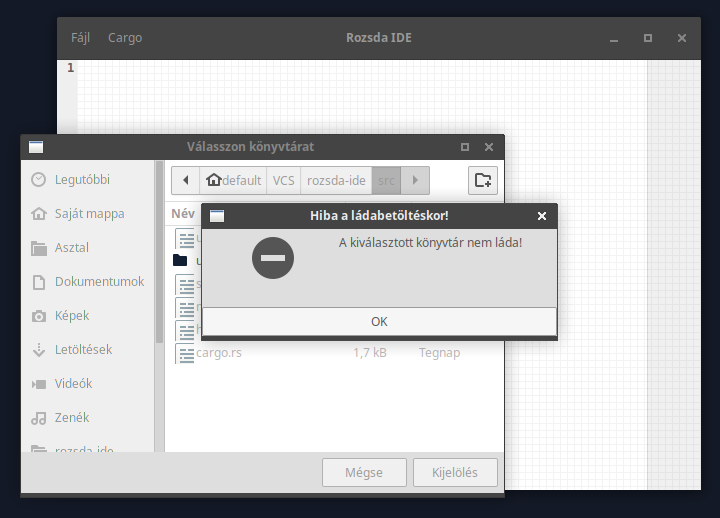 Fájl Cargo Rozsda IDE
1
Válasszon könyvtárat
Legutóbbi
Saját mappa
Asztal
Dokumentumok
Képek
Letöltések
Videók
Zenék
rozsda-ide
default VCS rozsda-ide src
Név
Hiba a ládabetöltéskor!
A kiválasztott könyvtár nem láda!
OK
cargo.rs 1,7 kB Tegnap
Mégse Kijelölés